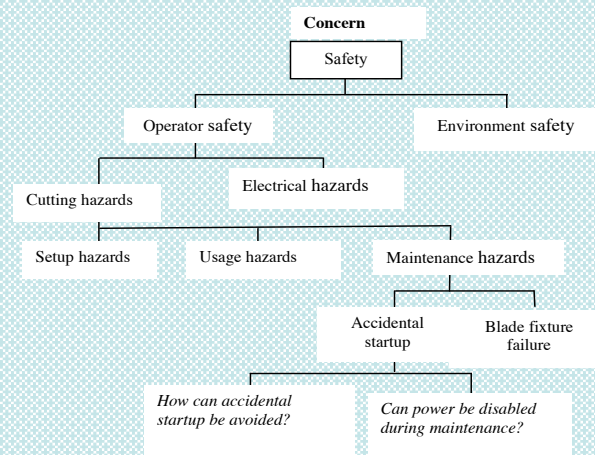 Concern
Safety
Operator safety
Environment safety
Cutting hazards
Electrical hazards
Setup hazards
Usage hazards
Maintenance hazards
Accidental
startup
Blade fixture
failure
How can accidental
startup be avoided?
Can power be disabled
during maintenance?